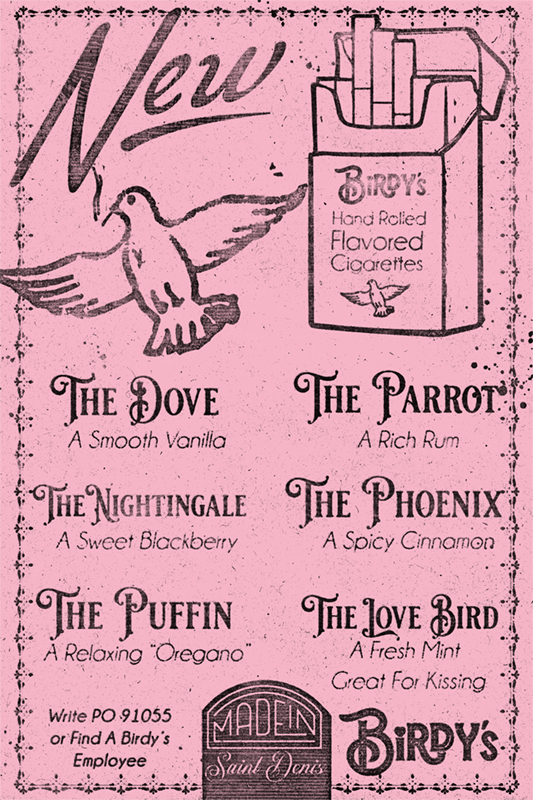 New
BIRDY'S
Hand Rolled
Flavored
Cigarettes
THE DOVE
A Smooth Vanilla
THE PARROT
A Rich Rum
THE NIGHTINGALE
A Sweet Blackberry
THE PHOENIX
A Spicy Cinnamon
THE PUFFIN
A Relaxing "Oregano"
THE LOVE BIRD
A Fresh Mint
Great For Kissing
Write PO 91055
or Find A Birdy's
Employee
MADE IN
Saint Denis
BIRDY'S